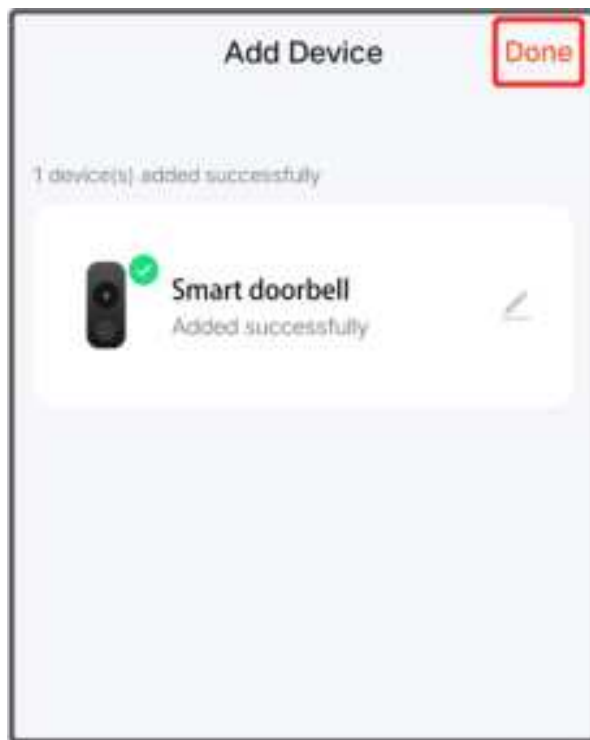 Add Device
Done
1 device(s) added successfully
Smart doorbell
Added successfully